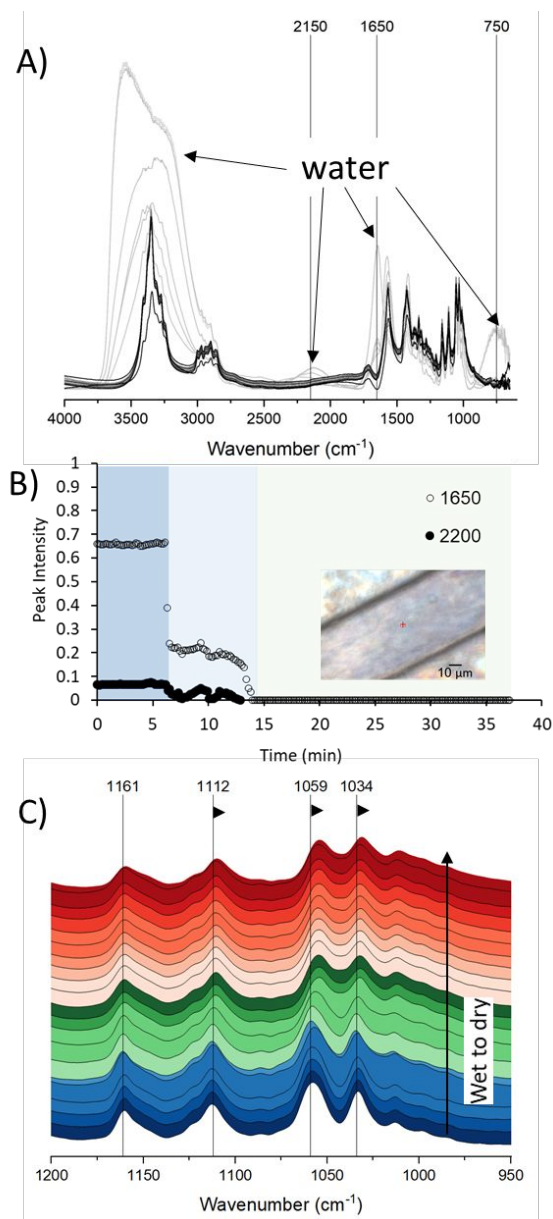 2150 1650 750
A)
water
4000 3500 3000 2500 2000 1500 1000
Wavenumber (cm-1)
B)
1
0.9
0.8
0.7
0.6
0.5
0.4
0.3
0.2
0.1
0
Peak Intensity
1650
2200
10 μm
0 5 10 15 20 25 30 35 40
Time (min)
C)
1161 1112 1059 1034
Wet to dry
1200 1150 1100 1050 1000 950
Wavenumber (cm-1)